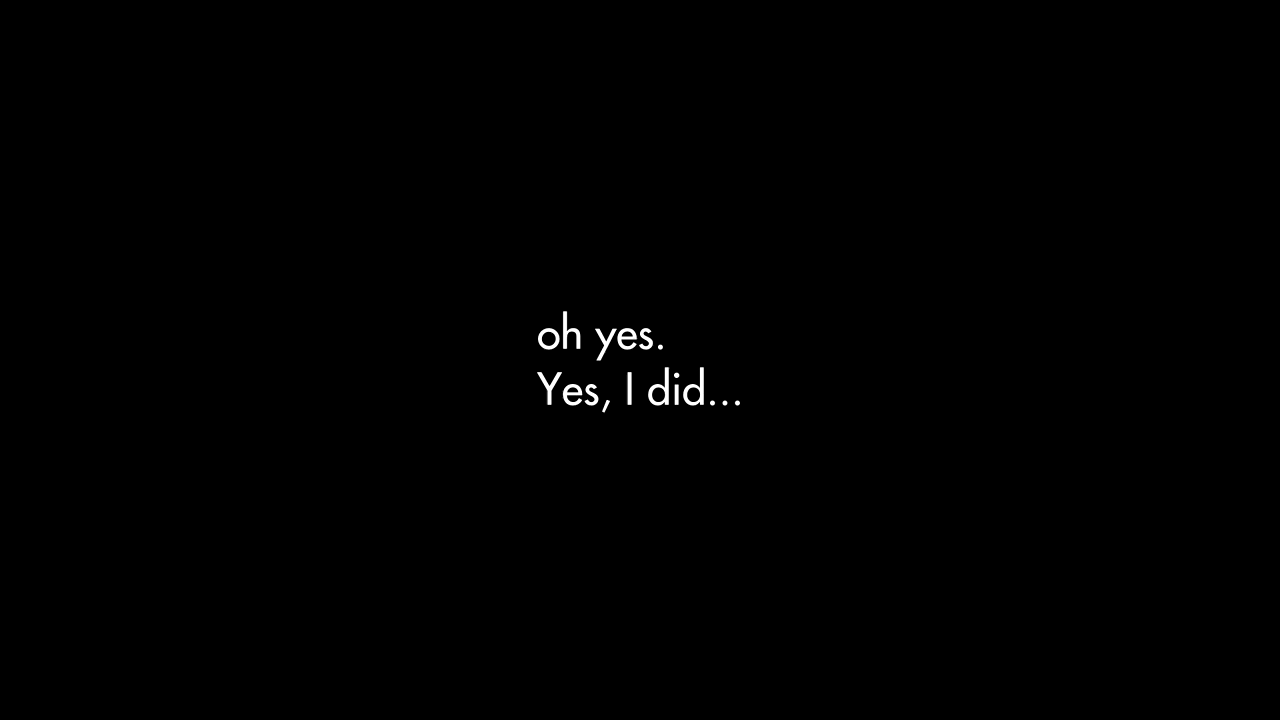 oh yes.
Yes, I did...